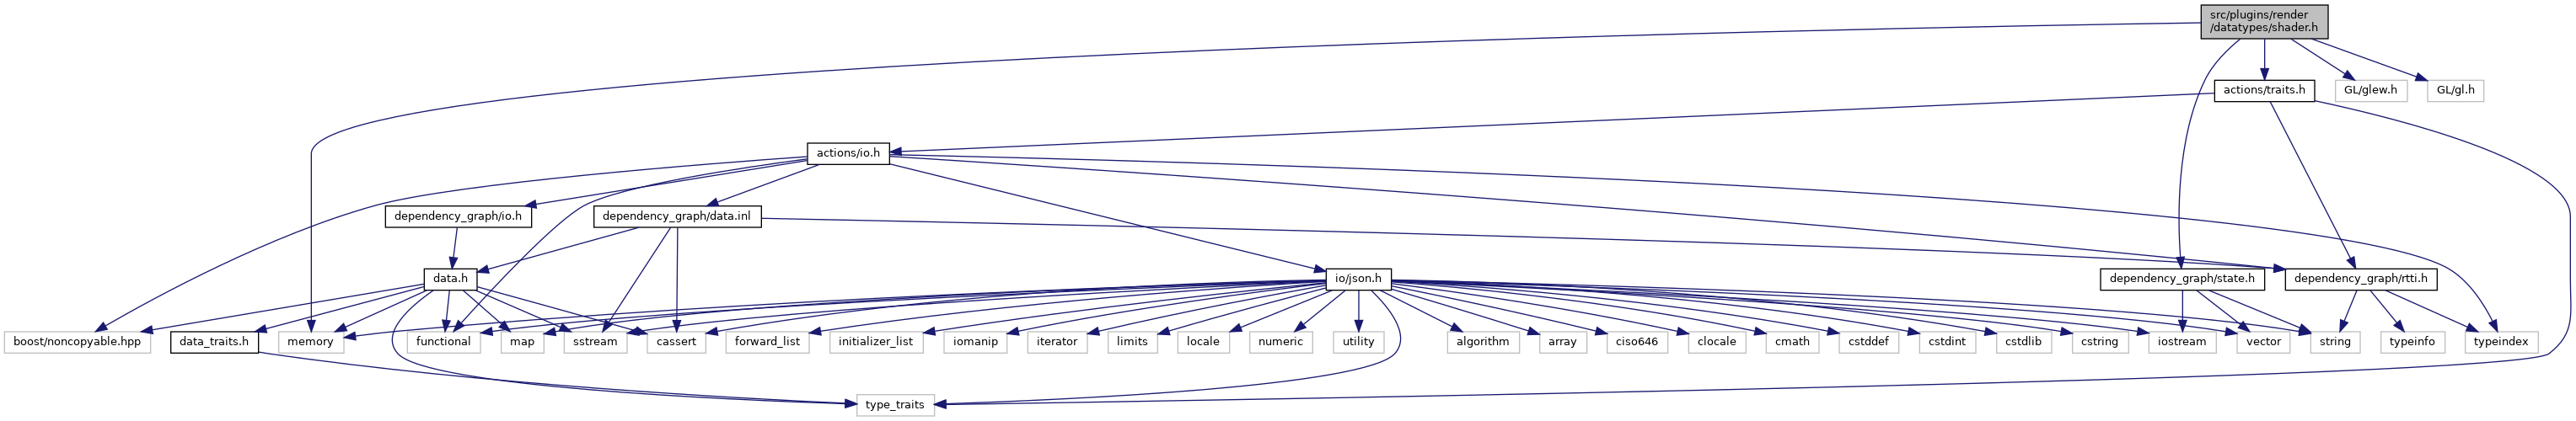 src/plugins/render
/datatypes/shader.h
actions/traits.h
GL/glew.h
GL/gl.h
actions/io.h
dependency_graph/io.h
dependency_graph/data.inl
data.h
io/json.h
dependency_graph/state.h
dependency_graph/rtti.h
boost/noncopyable.hpp
data_traits.h
memory
functional
map
sstream
cassert
forward_list
initializer_list
iomanip
iterator
limits
locale
numeric
utility
algorithm
array
ciso646
clocale
cmath
cstddef
cstdint
cstdlib
cstring
iostream
vector
string
typeinfo
typeindex
type_traits